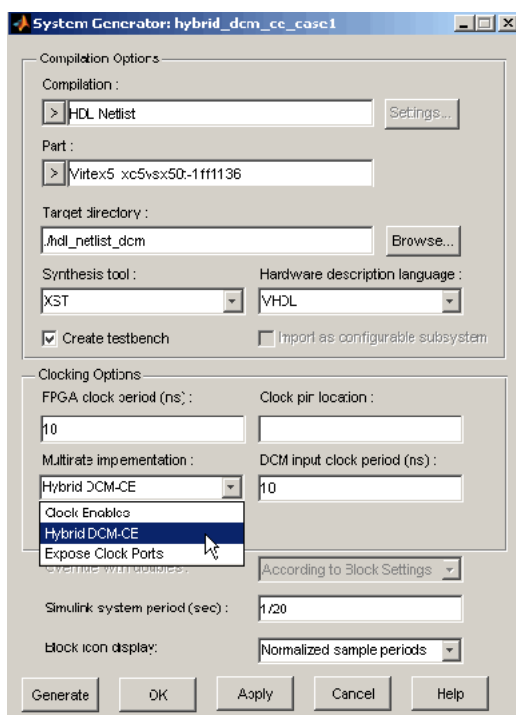 System Generator: hybrid_dcm_ce_case1
Compilation Options
Compilation :
> HDL Netlist Settings...
Part :
> Virtex5 xc5vsx50t-1ff1136
Target directory :
./hdl_netlist_dcm Browse...
Synthesis tool : Hardware description language :
XST VHDL
Create testbench Import as configurable subsystem
Clocking Options
FPGA clock period (ns) : Clock pin location :
10
Multirate implementation : DCM input clock period (ns) :
Hybrid DCM-CE 10
Clock Enables
Hybrid DCM-CE
Expose Clock Ports
Override with doubles : According to Block Settings
Simulink system period (sec) : 1/20
Block icon display: Normalized sample periods
Generate OK Apply Cancel Help